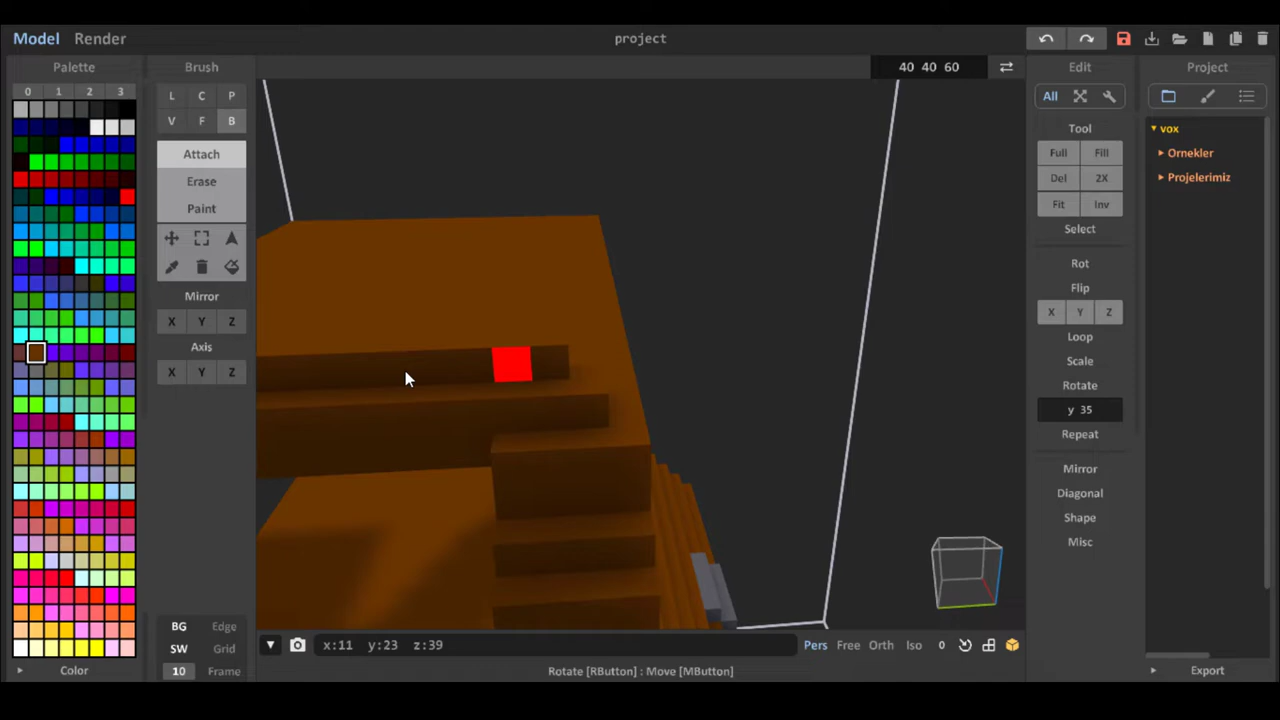 Model Render project
Palette Brush 40 40 60 Edit Project
0 1 2 3 L C P All
V F B vox
Attach Tool Ornekler
Erase Full Fill Projelerimiz
Paint Del 2X
Fit Inv
Select
Mirror Rot
X Y Z Flip
Axis X Y Z
X Y Z Loop
Scale
Rotate
y 35
Repeat
Mirror
Diagonal
Shape
Misc
BG Edge
SW Grid x:11 y:23 z:39 Pers Free Orth Iso 0
Color 10 Frame Rotate [RButton] : Move [MButton] Export